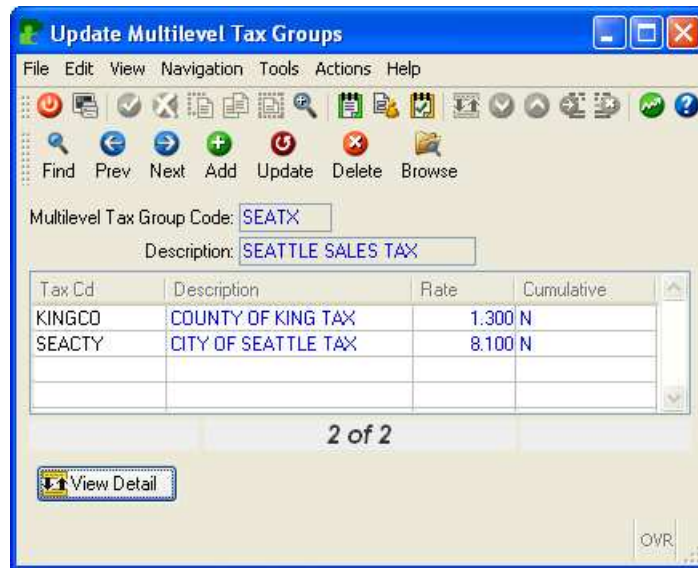 Update Multilevel Tax Groups
File Edit View Navigation Tools Actions Help
Find Prev Next Add Update Delete Browse
Multilevel Tax Group Code: SEATX
Description: SEATTLE SALES TAX
Tax Cd Description Rate Cumulative
KINGCO COUNTY OF KING TAX 1.300 N
SEACTY CITY OF SEATTLE TAX 8.100 N
2 of 2
View Detail
OVR